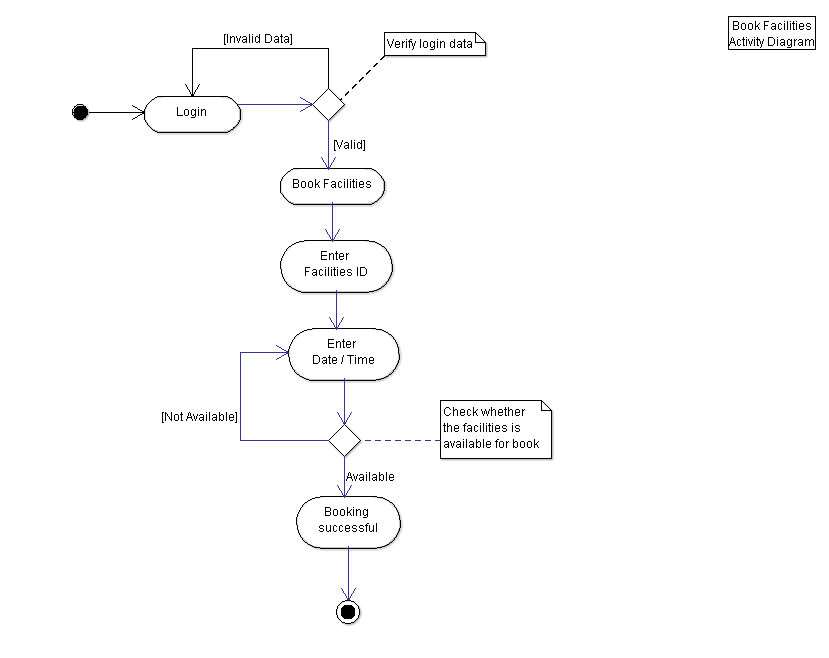 Book Facilities
Activity Diagram
[Invalid Data]
Verify login data
Login
[Valid]
Book Facilities
Enter
Facilities ID
Enter
Date / Time
[Not Available]
Check whether
the facilities is
available for book
Available
Booking
successful